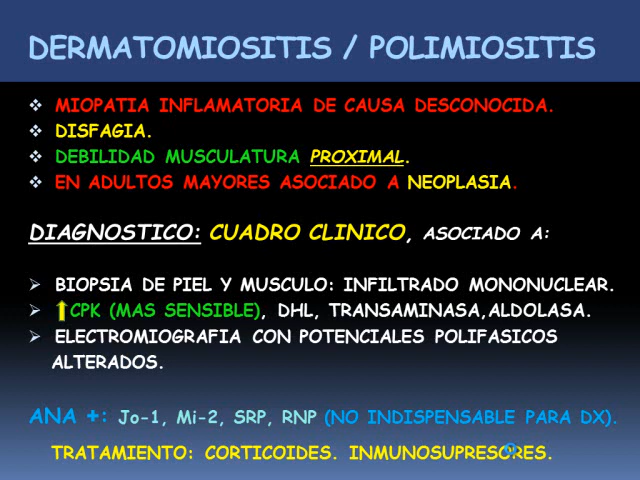 DERMATOMIOSITIS / POLIMIOSITIS
❖ MIOPATIA INFLAMATORIA DE CAUSA DESCONOCIDA.
❖ DISFAGIA.
❖ DEBILIDAD MUSCULATURA PROXIMAL.
❖ EN ADULTOS MAYORES ASOCIADO A NEOPLASIA.
DIAGNOSTICO: CUADRO CLINICO, ASOCIADO A:
➢ BIOPSIA DE PIEL Y MUSCULO: INFILTRADO MONONUCLEAR.
➢ ⬆CPK (MAS SENSIBLE), DHL, TRANSAMINASA,ALDOLASA.
➢ ELECTROMIOGRAFIA CON POTENCIALES POLIFASICOS
ALTERADOS.
ANA +: Jo-1, Mi-2, SRP, RNP (NO INDISPENSABLE PARA DX).
TRATAMIENTO: CORTICOIDES. INMUNOSUPRESORES.